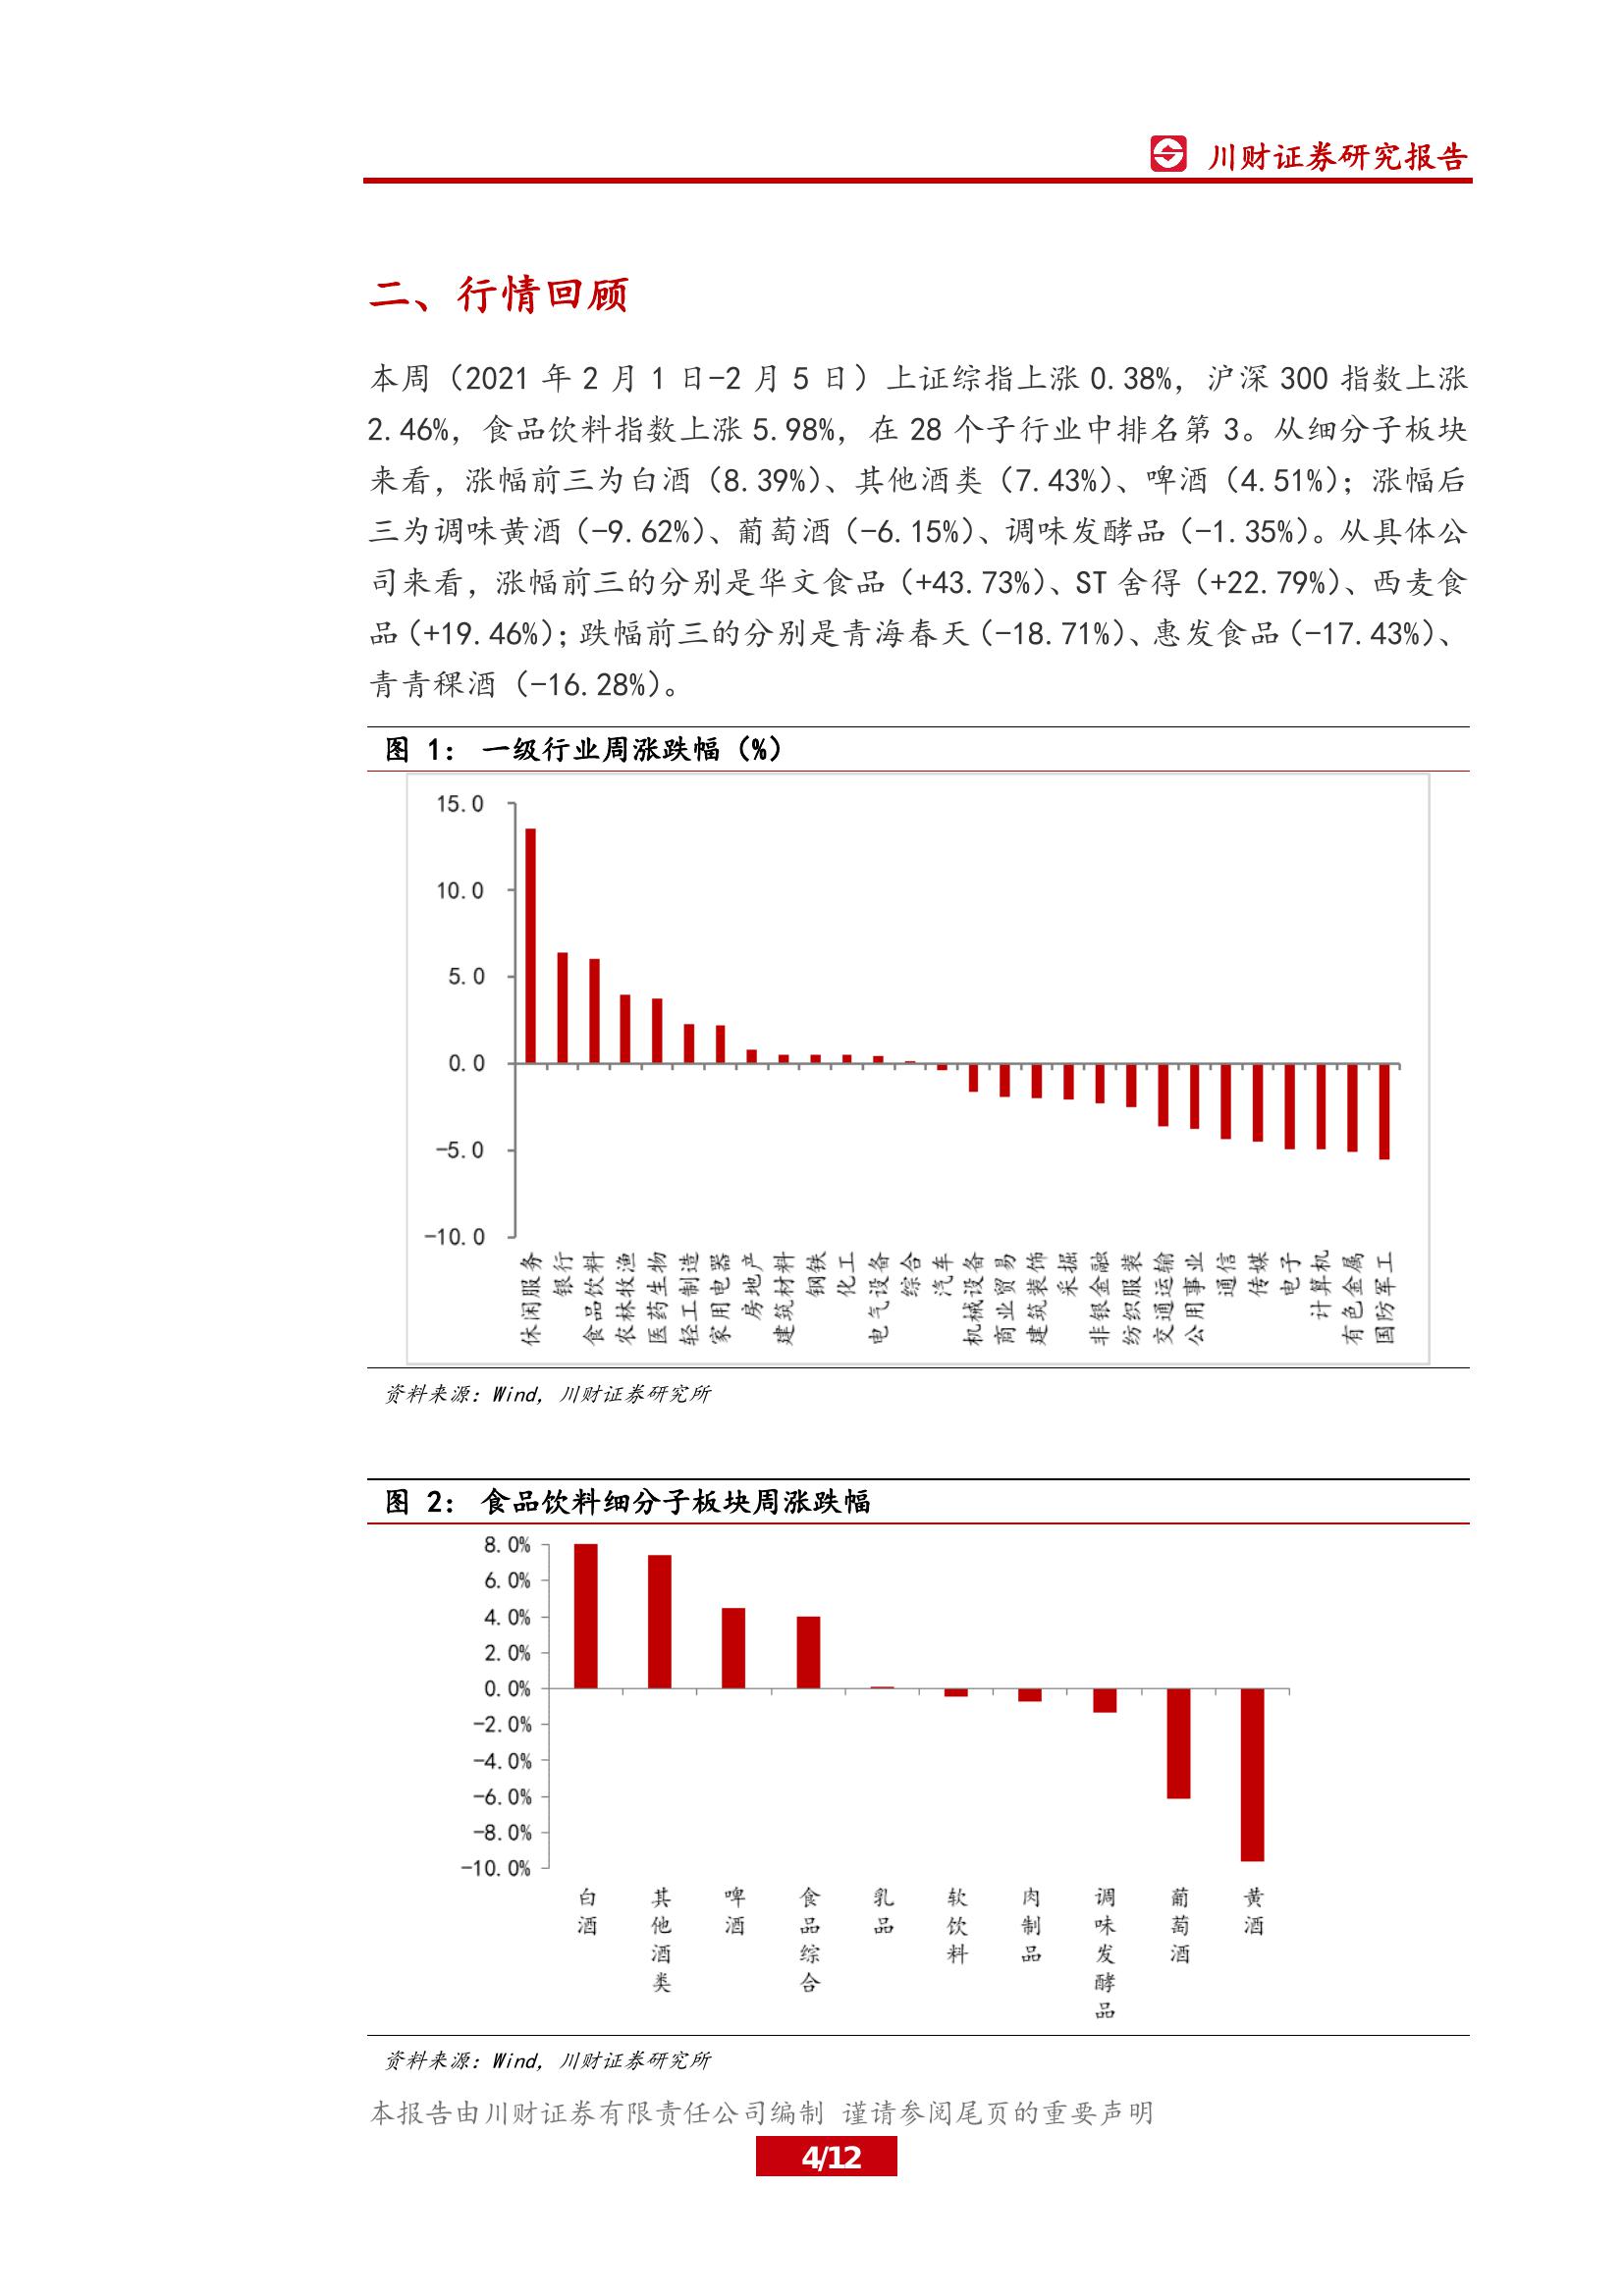 川财证券研究报告
二、行情回顾
本周（2021 年 2 月 1 日-2 月 5 日）上证综指上涨 0.38%，沪深 300 指数上涨
2.46%，食品饮料指数上涨 5.98%，在 28 个子行业中排名第 3。从细分子板块
来看，涨幅前三为白酒（8.39%）、其他酒类（7.43%）、啤酒（4.51%）；涨幅后
三为调味黄酒（-9.62%）、葡萄酒（-6.15%）、调味发酵品（-1.35%）。从具体公
司来看，涨幅前三的分别是华文食品（+43.73%）、ST 舍得（+22.79%）、西麦食
品（+19.46%）；跌幅前三的分别是青海春天（-18.71%）、惠发食品（-17.43%）、
青青稞酒（-16.28%）。
图 1： 一级行业周涨跌幅（%）
15.0
10.0
5.0
0.0
-5.0
-10.0
休闲服务
银行
食品饮料
农林牧渔
医药生物
轻工制造
家用电器
房地产
建筑材料
钢铁
化工
电气设备
综合
汽车
机械设备
商业贸易
建筑装饰
采掘
非银金融
纺织服装
交通运输
公用事业
通信
传媒
电子
计算机
有色金属
国防军工
资料来源：Wind，川财证券研究所
图 2： 食品饮料细分子板块周涨跌幅
8.0%
6.0%
4.0%
2.0%
0.0%
-2.0%
-4.0%
-6.0%
-8.0%
-10.0%
白酒
其他酒类
啤酒
食品综合
乳品
软饮料
肉制品
调味发酵品
葡萄酒
黄酒
资料来源：Wind，川财证券研究所
本报告由川财证券有限责任公司编制 谨请参阅尾页的重要声明
4/12